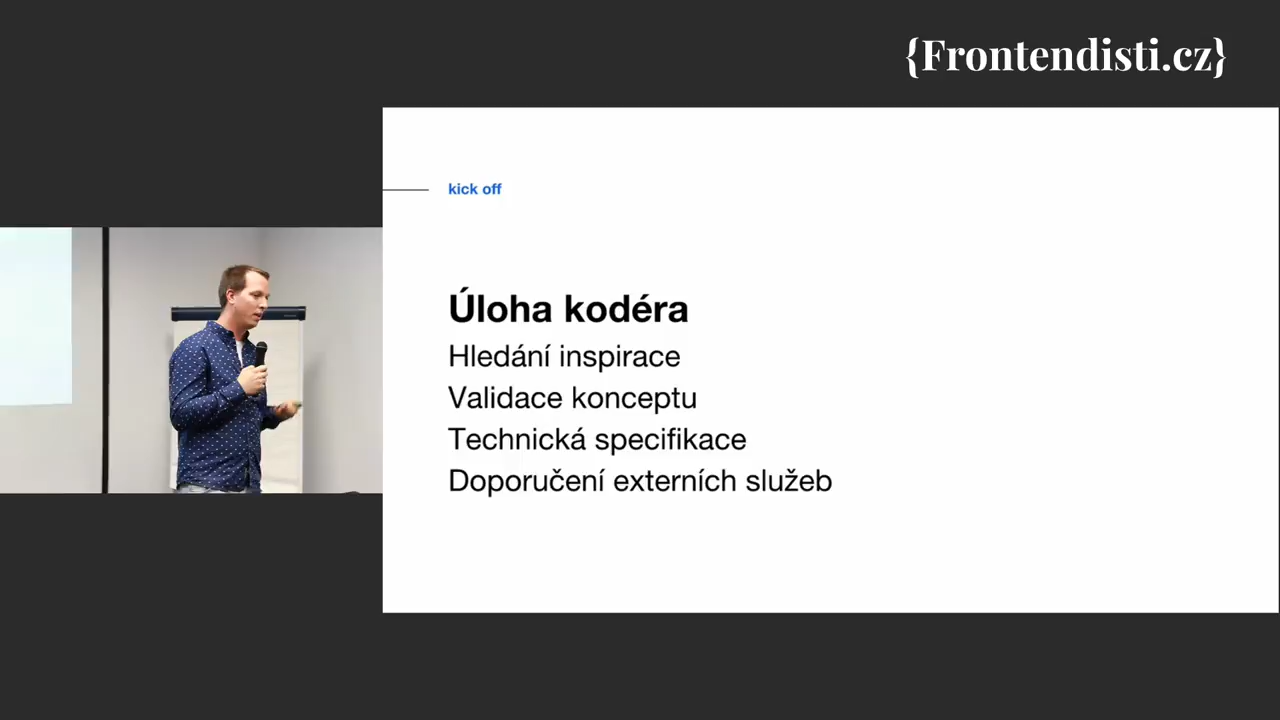 {Frontendisti.cz}
kick off
Úloha kodéra
Hledání inspirace
Validace konceptu
Technická specifikace
Doporučení externích služeb